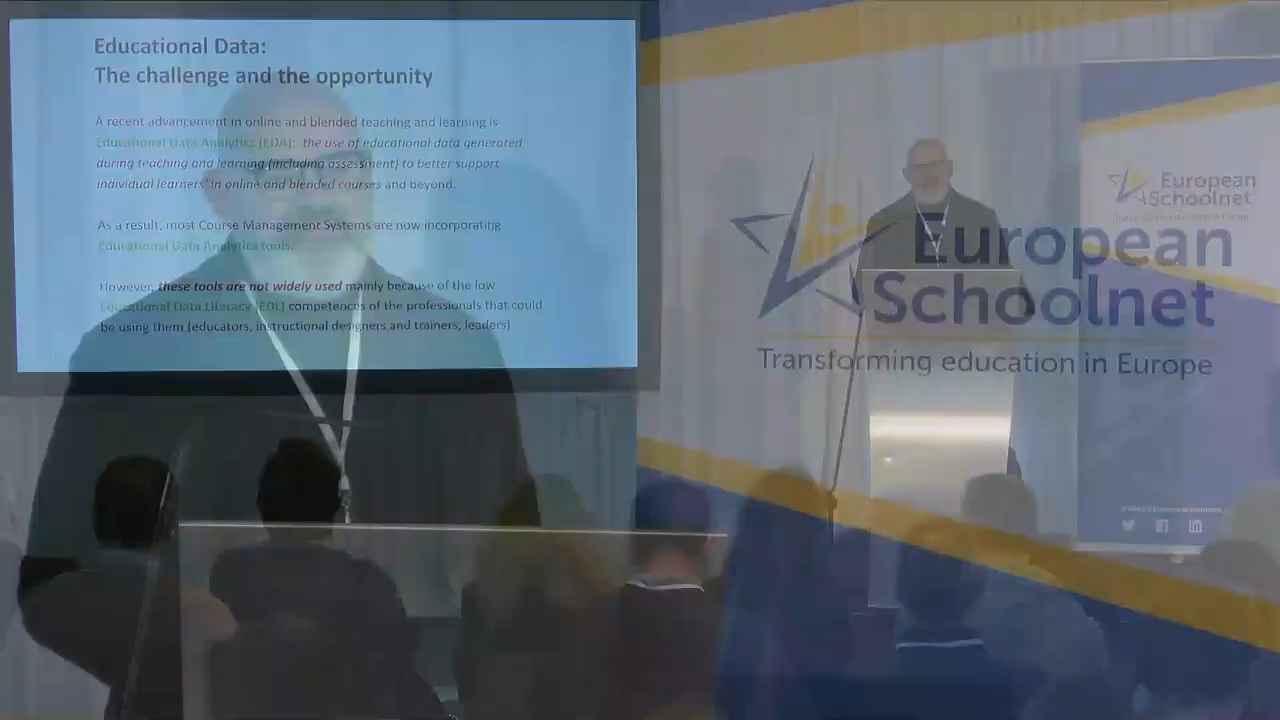 Educational Data:
The challenge and the opportunity
A recent advancement in online and blended teaching and learning is
Educational Data Analytics (EDA): the use of educational data generated
during teaching and learning (including assessment) to better support
individual learners' in online and blended courses and beyond.
As a result, most Course Management Systems are now incorporating
Educational Data Analytics tools.
However, these tools are not widely used mainly because of the low
Educational Data Literacy (EDL) competences of the professionals that could
be using them (educators, instructional designers and trainers, leaders)
European
Schoolnet
Transforming education in Europe
European
Schoolnet